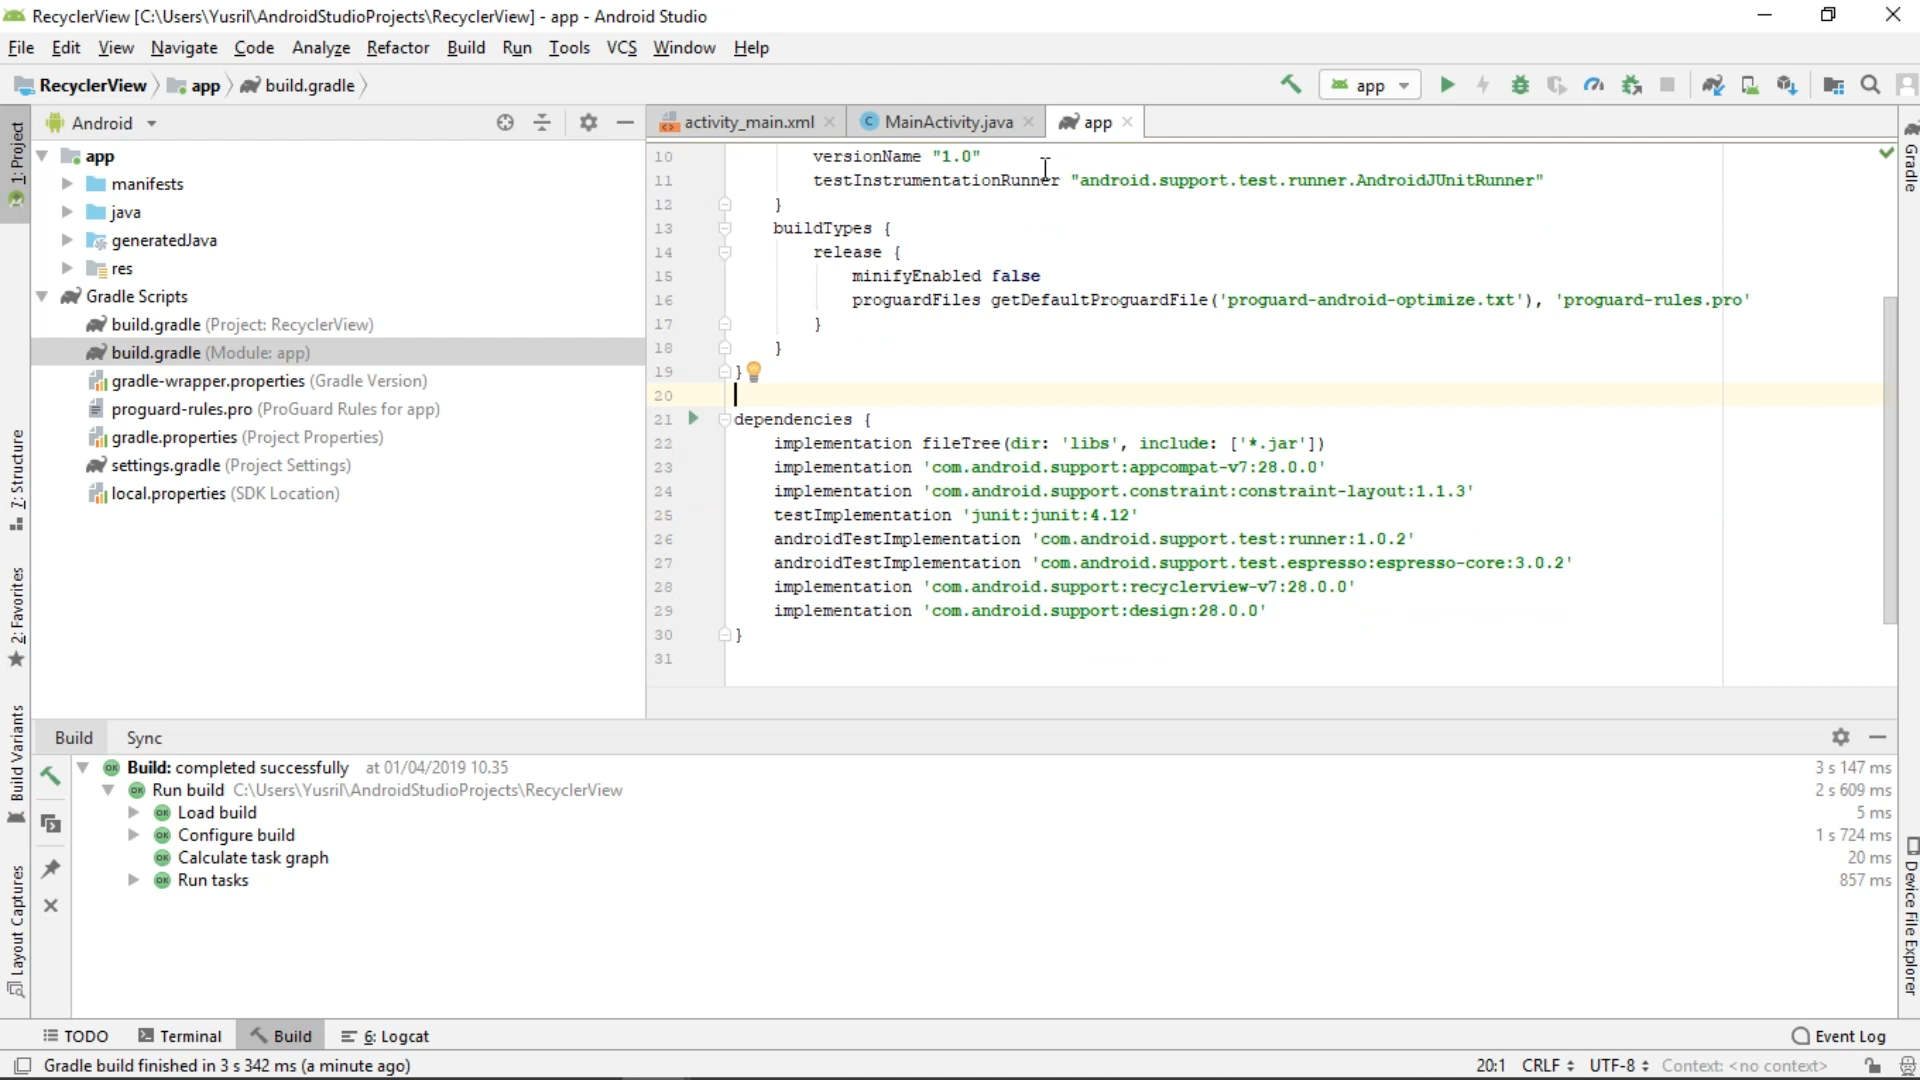 RecyclerView [C:\Users\Yusril\AndroidStudioProjects\RecyclerView] - app - Android Studio
File Edit View Navigate Code Analyze Refactor Build Run Tools VCS Window Help
RecyclerView app build.gradle app
Android
activity_main.xml MainActivity.java app
1: Project
7: Structure
2: Favorites
Build Variants
Layout Captures
app
manifests
java
generatedJava
res
Gradle Scripts
build.gradle (Project: RecyclerView)
build.gradle (Module: app)
gradle-wrapper.properties (Gradle Version)
proguard-rules.pro (ProGuard Rules for app)
gradle.properties (Project Properties)
settings.gradle (Project Settings)
local.properties (SDK Location)
10 versionName "1.0"
11 testInstrumentationRunner "android.support.test.runner.AndroidJUnitRunner"
12 }
13 buildTypes {
14 release {
15 minifyEnabled false
16 proguardFiles getDefaultProguardFile('proguard-android-optimize.txt'), 'proguard-rules.pro'
17 }
18 }
19 }
20
21 dependencies {
22 implementation fileTree(dir: 'libs', include: ['*.jar'])
23 implementation 'com.android.support:appcompat-v7:28.0.0'
24 implementation 'com.android.support.constraint:constraint-layout:1.1.3'
25 testImplementation 'junit:junit:4.12'
26 androidTestImplementation 'com.android.support.test:runner:1.0.2'
27 androidTestImplementation 'com.android.support.test.espresso:espresso-core:3.0.2'
28 implementation 'com.android.support:recyclerview-v7:28.0.0'
29 implementation 'com.android.support:design:28.0.0'
30 }
31
Gradle
Device File Explorer
Build Sync
Build: completed successfully at 01/04/2019 10.35 3 s 147 ms
Run build C:\Users\Yusril\AndroidStudioProjects\RecyclerView 2 s 609 ms
Load build 5 ms
Configure build 1 s 724 ms
Calculate task graph 20 ms
Run tasks 857 ms
TODO Terminal Build 6: Logcat Event Log
Gradle build finished in 3 s 342 ms (a minute ago) 20:1 CRLF UTF-8 Context: <no context>